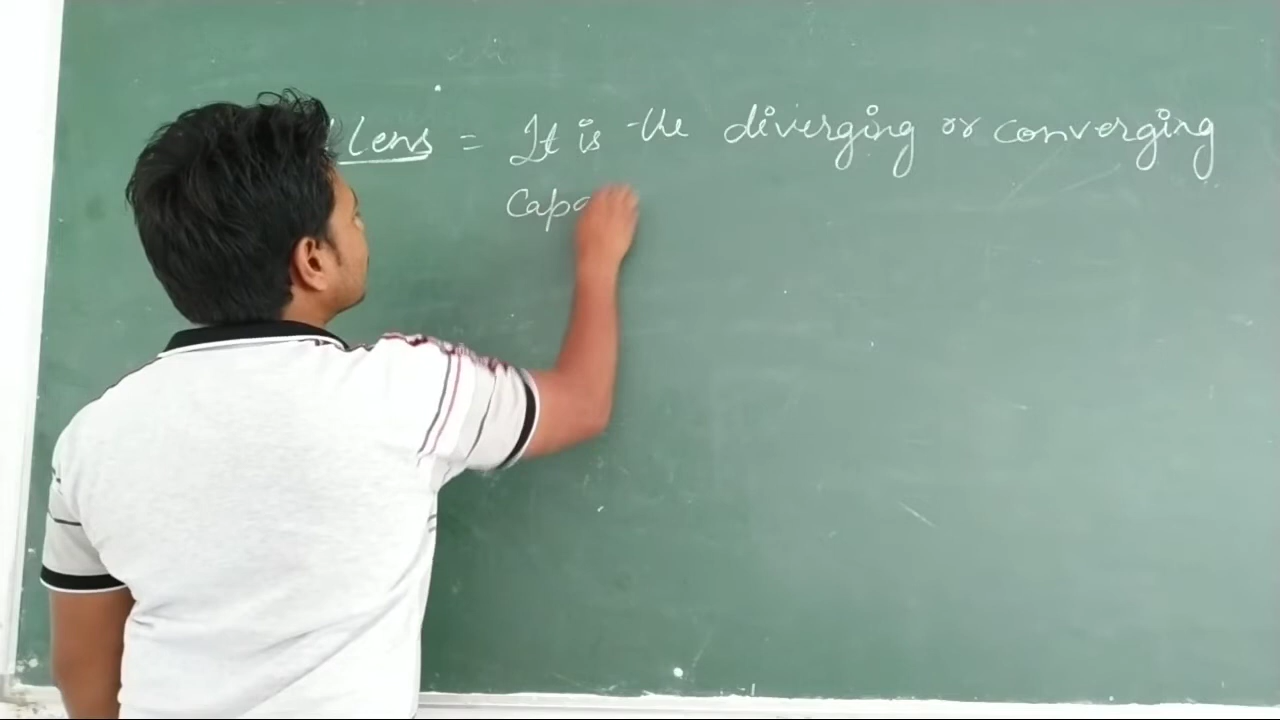 Lens = It is the diverging or converging
Capa